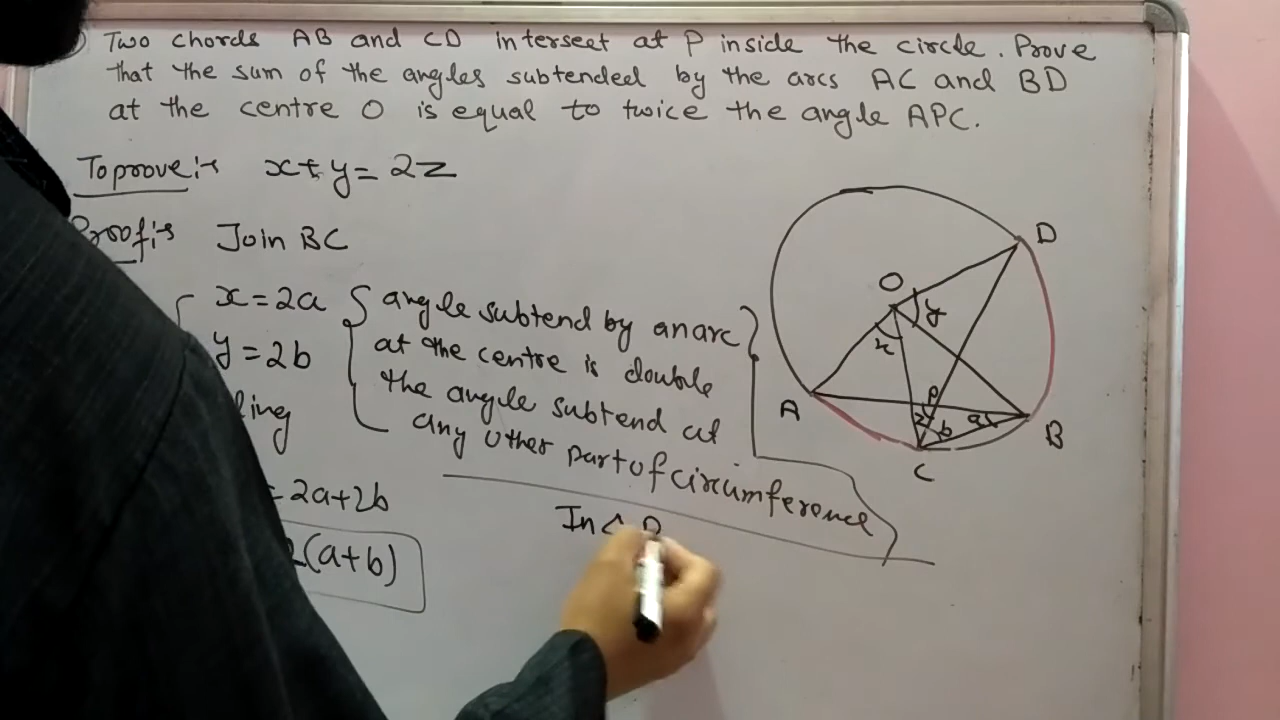 Two chords AB and CD intersect at P inside the circle. Prove
that the sum of the angles subtended by the arcs AC and BD
at the centre O is equal to twice the angle APC.
To prove :- x + y = 2z
Proof :- Join BC
x = 2a { angle subtend by an arc
y = 2b at the centre is double
ling the angle subtend at
any other part of circumference }
= 2a+2b
2(a+b)
In △ P
O
D
y
x
A
P
z
b
a
B
C